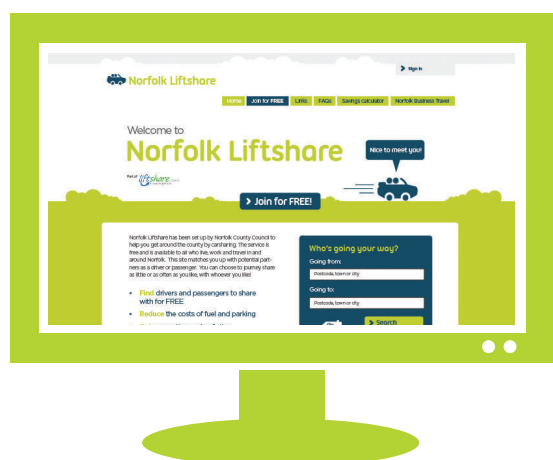 Sign in
Norfolk Liftshare
Home Join for FREE Links FAQs Savings calculator Norfolk Business Travel
Welcome to
Norfolk Liftshare
Nice to meet you!
Part of liftshare
Join for FREE!
Norfolk Liftshare has been set up by Norfolk County Council to
help you get around the county by carsharing. The service is
free and is available to all who live, work and travel in and
around Norfolk. This site matches you up with potential part-
ners as a driver or passenger. You can choose to journey share
as little or as often as you like, with whoever you like!
• Find drivers and passengers to share
with for FREE
• Reduce the costs of fuel and parking
Who's going your way?
Going from:
Postcode, town or city
Going to:
Postcode, town or city
Search